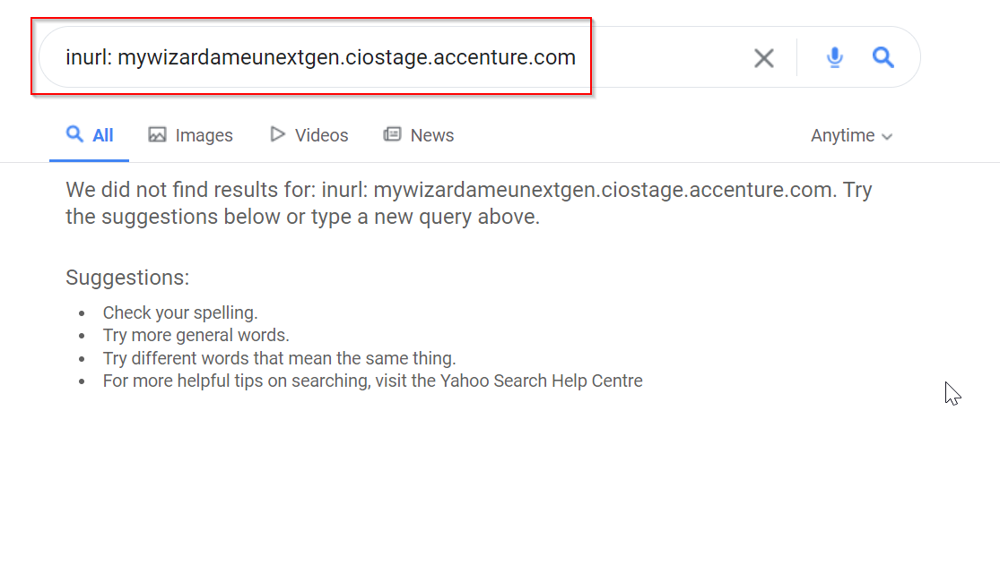 inurl: mywizardameunextgen.ciostage.accenture.com
All Images Videos News Anytime
We did not find results for: inurl: mywizardameunextgen.ciostage.accenture.com. Try
the suggestions below or type a new query above.
Suggestions:
• Check your spelling.
• Try more general words.
• Try different words that mean the same thing.
• For more helpful tips on searching, visit the Yahoo Search Help Centre